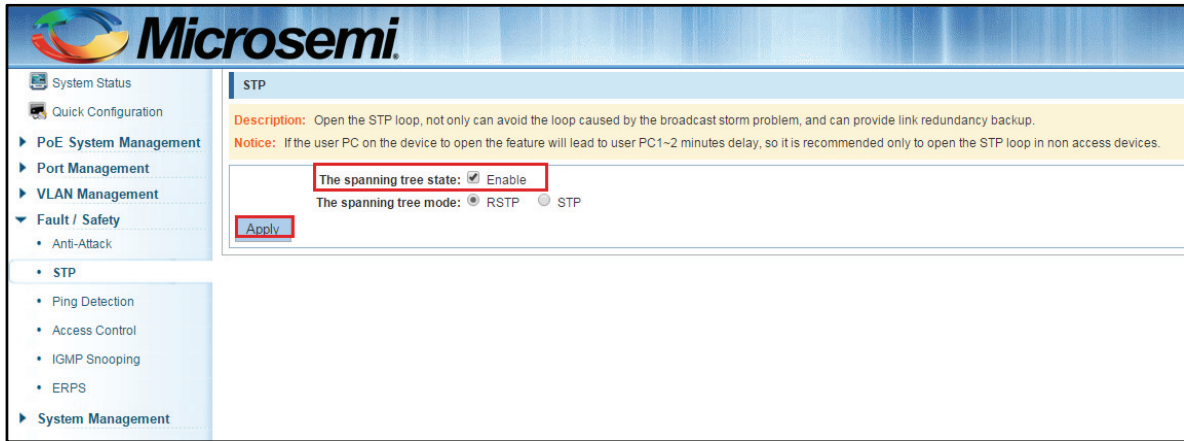 Microsemi.
System Status
Quick Configuration
PoE System Management
Port Management
VLAN Management
Fault / Safety
• Anti-Attack
• STP
• Ping Detection
• Access Control
• IGMP Snooping
• ERPS
System Management
STP
Description: Open the STP loop, not only can avoid the loop caused by the broadcast storm problem, and can provide link redundancy backup.
Notice: If the user PC on the device to open the feature will lead to user PC1~2 minutes delay, so it is recommended only to open the STP loop in non access devices.
The spanning tree state: Enable
The spanning tree mode: RSTP STP
Apply